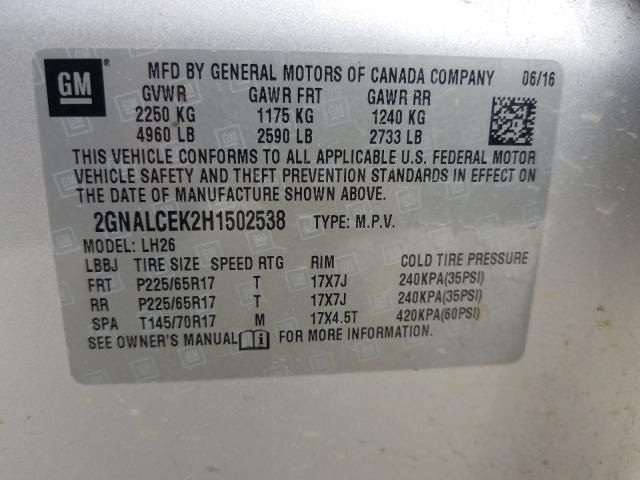 GM MFD BY GENERAL MOTORS OF CANADA COMPANY 06/16
GVWR GAWR FRT GAWR RR
2250 KG 1175 KG 1240 KG
4960 LB 2590 LB 2733 LB
THIS VEHICLE CONFORMS TO ALL APPLICABLE U.S. FEDERAL MOTOR
VEHICLE SAFETY AND THEFT PREVENTION STANDARDS IN EFFECT ON
THE DATE OF MANUFACTURE SHOWN ABOVE.
2GNALCEK2H1502538 TYPE: M.P.V.
MODEL: LH26
LBBJ TIRE SIZE SPEED RTG RIM COLD TIRE PRESSURE
FRT P225/65R17 T 17X7J 240KPA(35PSI)
RR P225/65R17 T 17X7J 240KPA(35PSI)
SPA T145/70R17 M 17X4.5T 420KPA(60PSI)
SEE OWNER'S MANUAL FOR MORE INFORMATION.